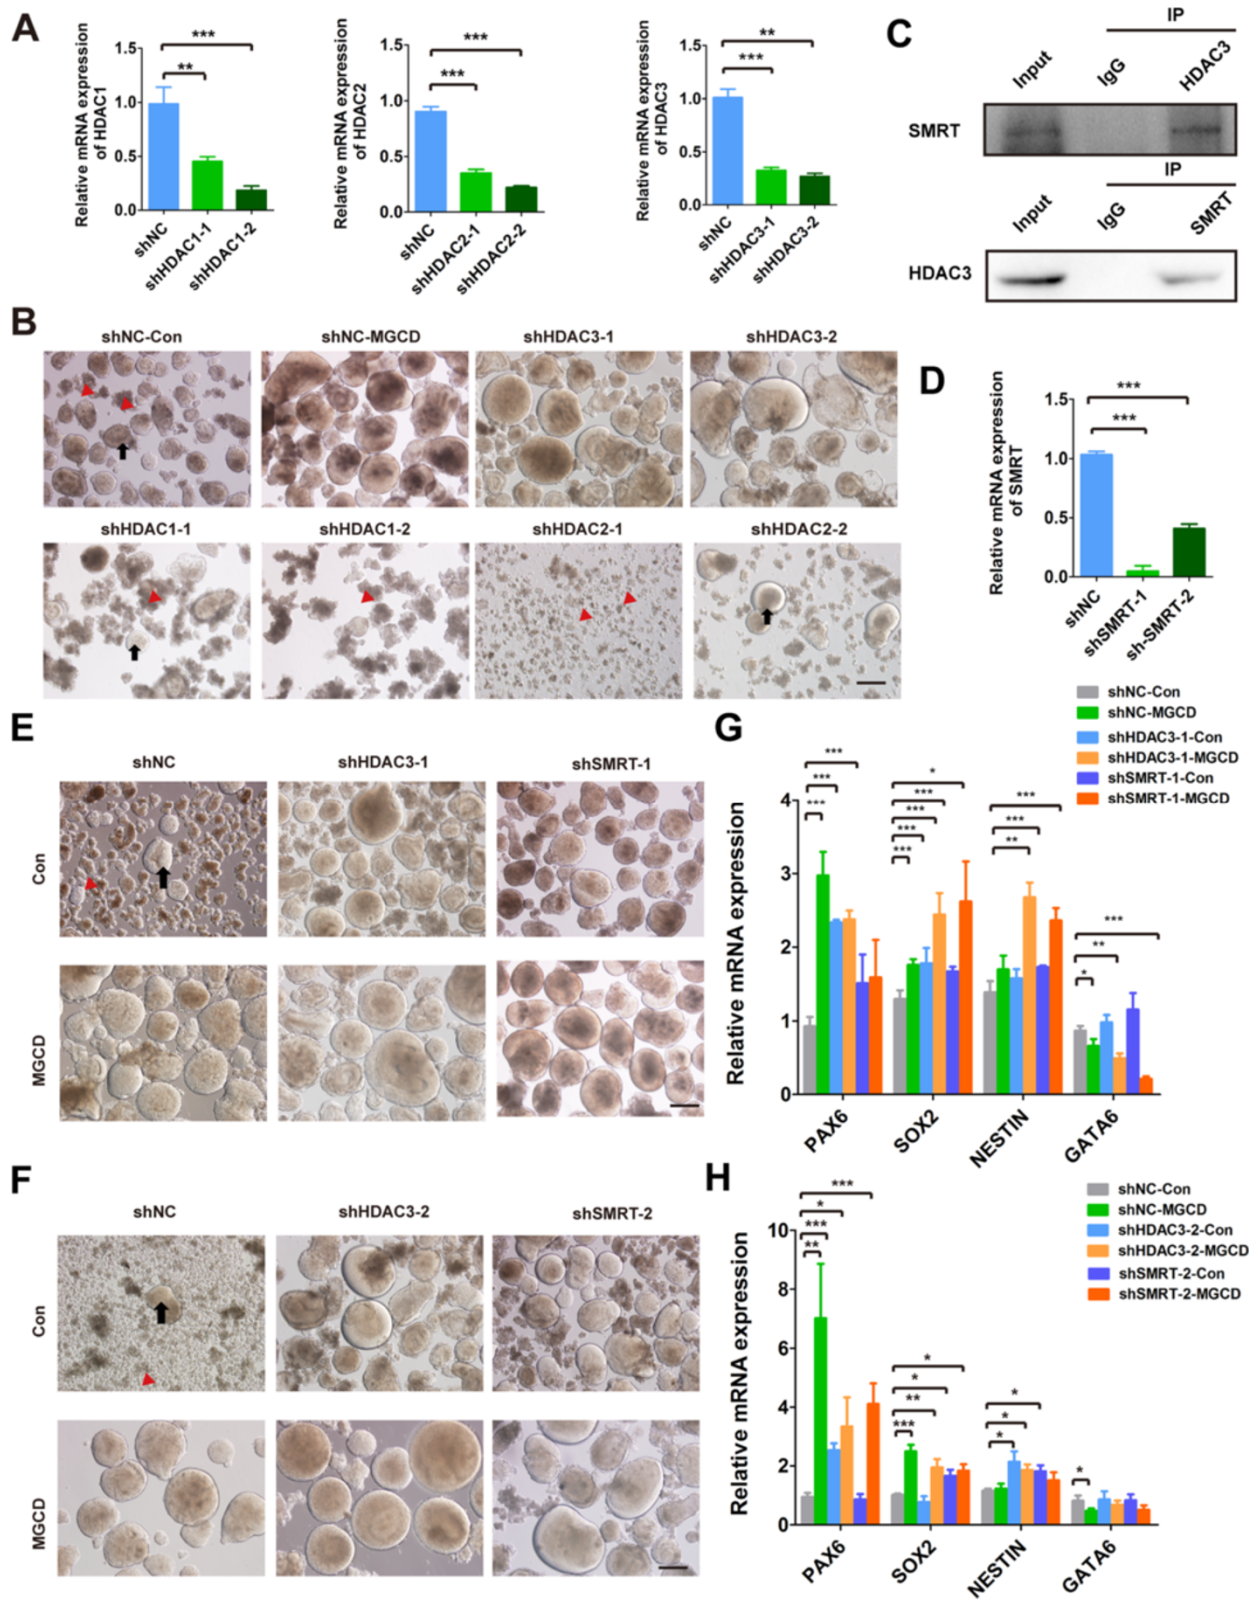 A
Relative mRNA expression
of HDAC1
1.5
1.0
0.5
0.0
***
**
shNC
shHDAC1-1
shHDAC1-2
Relative mRNA expression
of HDAC2
1.5
1.0
0.5
0.0
***
***
shNC
shHDAC2-1
shHDAC2-2
Relative mRNA expression
of HDAC3
1.5
1.0
0.5
0.0
**
***
shNC
shHDAC3-1
shHDAC3-2
C
IP
Input
IgG
HDAC3
SMRT
IP
Input
IgG
SMRT
HDAC3
B
shNC-Con
shNC-MGCD
shHDAC3-1
shHDAC3-2
shHDAC1-1
shHDAC1-2
shHDAC2-1
shHDAC2-2
D
Relative mRNA expression
of SMRT
1.5
1.0
0.5
0.0
***
***
shNC
shSMRT-1
sh-SMRT-2
E
shNC
shHDAC3-1
shSMRT-1
Con
MGCD
G
shNC-Con
shNC-MGCD
shHDAC3-1-Con
shHDAC3-1-MGCD
shSMRT-1-Con
shSMRT-1-MGCD
Relative mRNA expression
4
3
2
1
0
***
***
***
*
***
***
***
***
***
***
**
***
**
*
PAX6
SOX2
NESTIN
GATA6
F
shNC
shHDAC3-2
shSMRT-2
Con
MGCD
H
shNC-Con
shNC-MGCD
shHDAC3-2-Con
shHDAC3-2-MGCD
shSMRT-2-Con
shSMRT-2-MGCD
Relative mRNA expression
10
8
6
4
2
0
***
*
***
**
*
*
**
***
*
*
*
*
PAX6
SOX2
NESTIN
GATA6